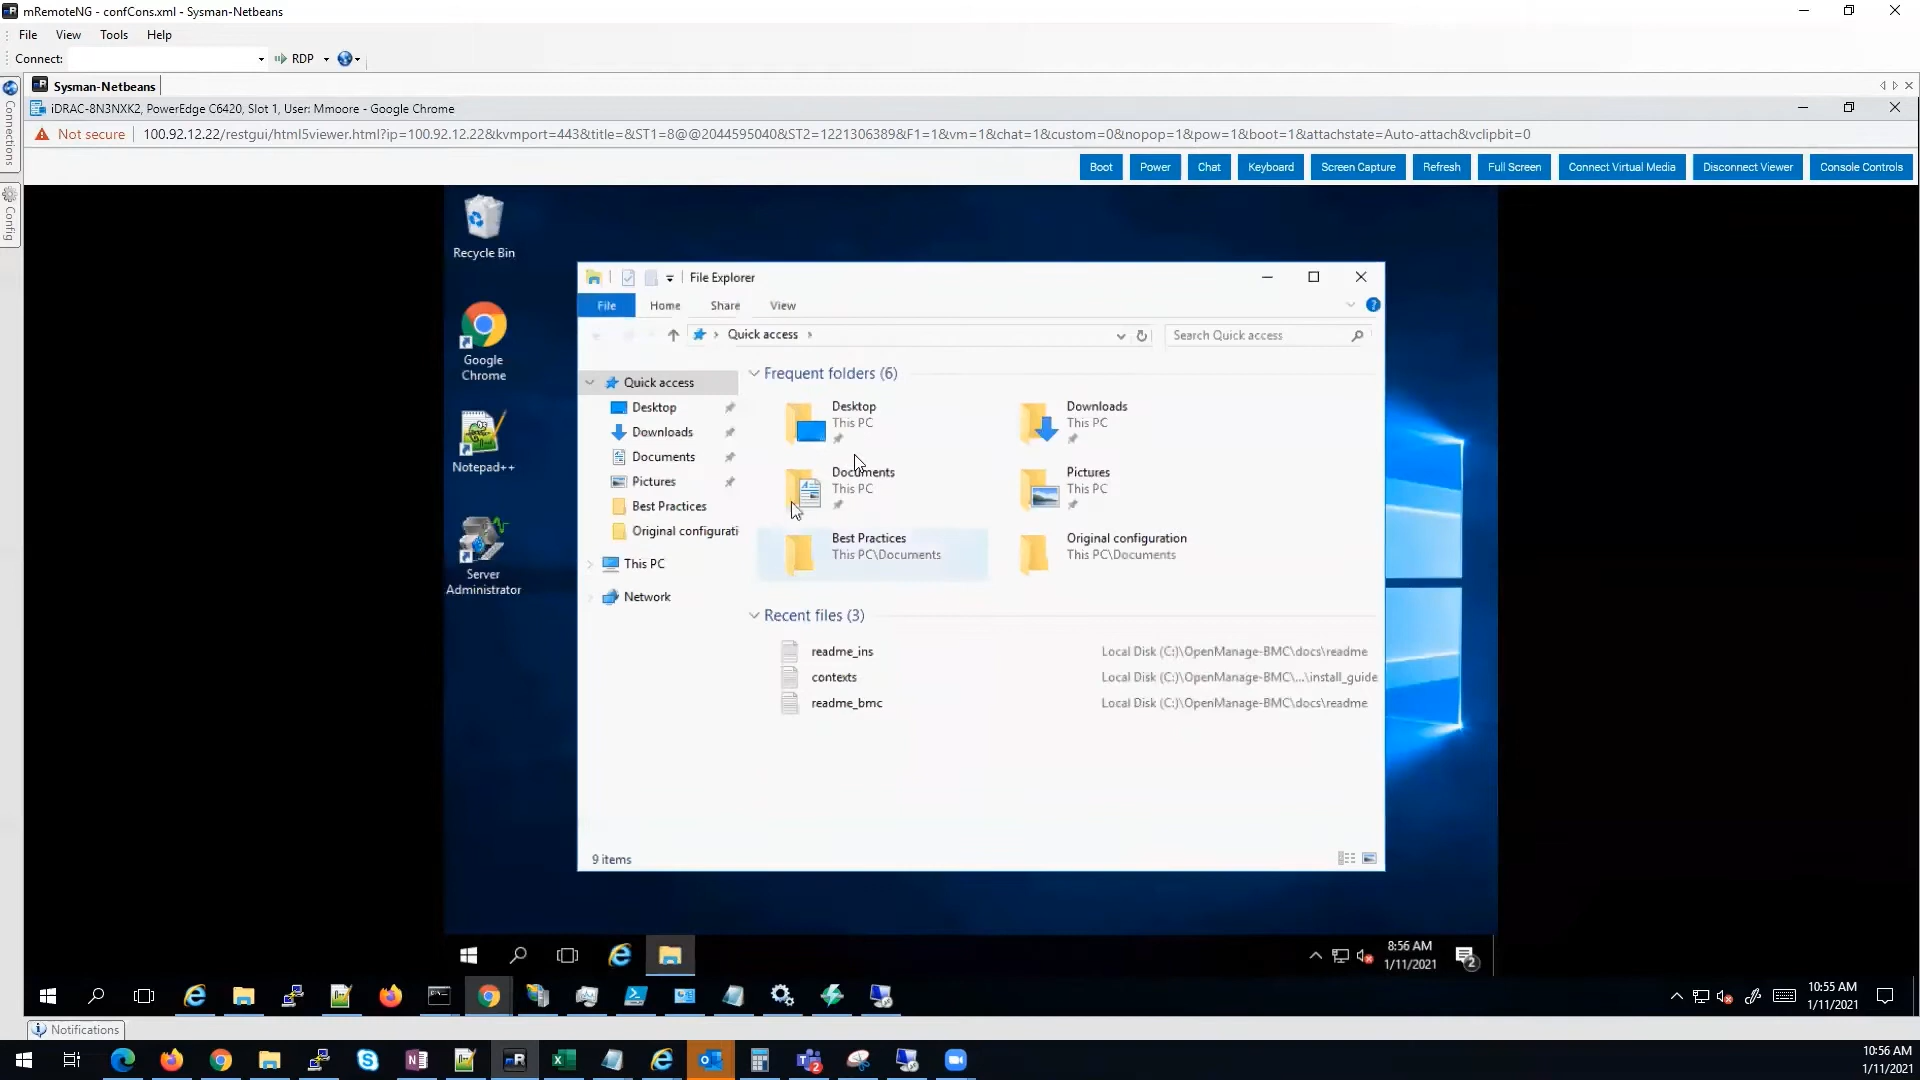 mRemoteNG - confCons.xml - Sysman-Netbeans
File View Tools Help
Connect: RDP
Connections
Config
Sysman-Netbeans
iDRAC-8N3NXK2, PowerEdge C6420, Slot 1, User: Mmoore - Google Chrome
Not secure 100.92.12.22/restgui/html5viewer.html?ip=100.92.12.22&kvmport=443&title=&ST1=8@@2044595040&ST2=1221306389&F1=1&vm=1&chat=1&custom=0&nopop=1&pow=1&boot=1&attachstate=Auto-attach&vclipbit=0
Boot Power Chat Keyboard Screen Capture Refresh Full Screen Connect Virtual Media Disconnect Viewer Console Controls
Recycle Bin
Google
Chrome
Notepad++
Server
Administrator
File Explorer
File Home Share View
Quick access
Search Quick access
Quick access
Desktop
Downloads
Documents
Pictures
Best Practices
Original configurati
This PC
Network
Frequent folders (6)
Desktop
This PC
Downloads
This PC
Documents
This PC
Pictures
This PC
Best Practices
This PC\Documents
Original configuration
This PC\Documents
Recent files (3)
readme_ins Local Disk (C:)\OpenManage-BMC\docs\readme
contexts Local Disk (C:)\OpenManage-BMC\...\install_guide
readme_bmc Local Disk (C:)\OpenManage-BMC\docs\readme
9 items
8:56 AM
1/11/2021
2
10:55 AM
1/11/2021
Notifications
2
10:56 AM
1/11/2021